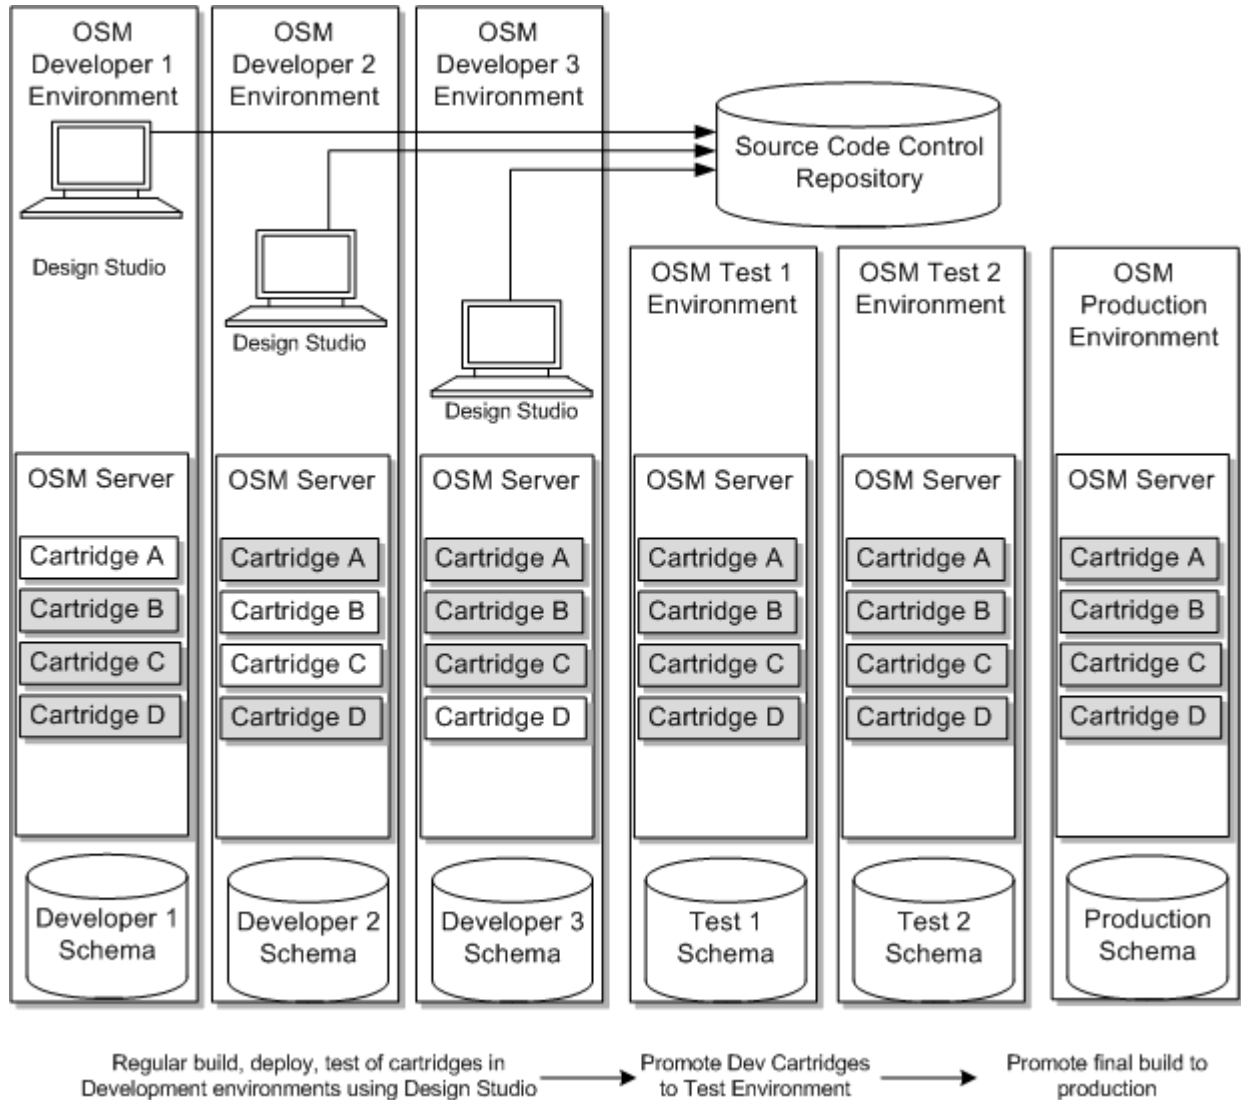 OSM
Developer 1
Environment
Design Studio
OSM Server
Cartridge A
Cartridge B
Cartridge C
Cartridge D
Developer 1
Schema
OSM
Developer 2
Environment
Design Studio
OSM Server
Cartridge A
Cartridge B
Cartridge C
Cartridge D
Developer 2
Schema
OSM
Developer 3
Environment
Design Studio
OSM Server
Cartridge A
Cartridge B
Cartridge C
Cartridge D
Developer 3
Schema
Source Code Control
Repository
OSM Test 1
Environment
OSM Server
Cartridge A
Cartridge B
Cartridge C
Cartridge D
Test 1
Schema
OSM Test 2
Environment
OSM Server
Cartridge A
Cartridge B
Cartridge C
Cartridge D
Test 2
Schema
OSM
Production
Environment
OSM Server
Cartridge A
Cartridge B
Cartridge C
Cartridge D
Production
Schema
Regular build, deploy, test of cartridges in
Development environments using Design Studio
Promote Dev Cartridges
to Test Environment
Promote final build to
production